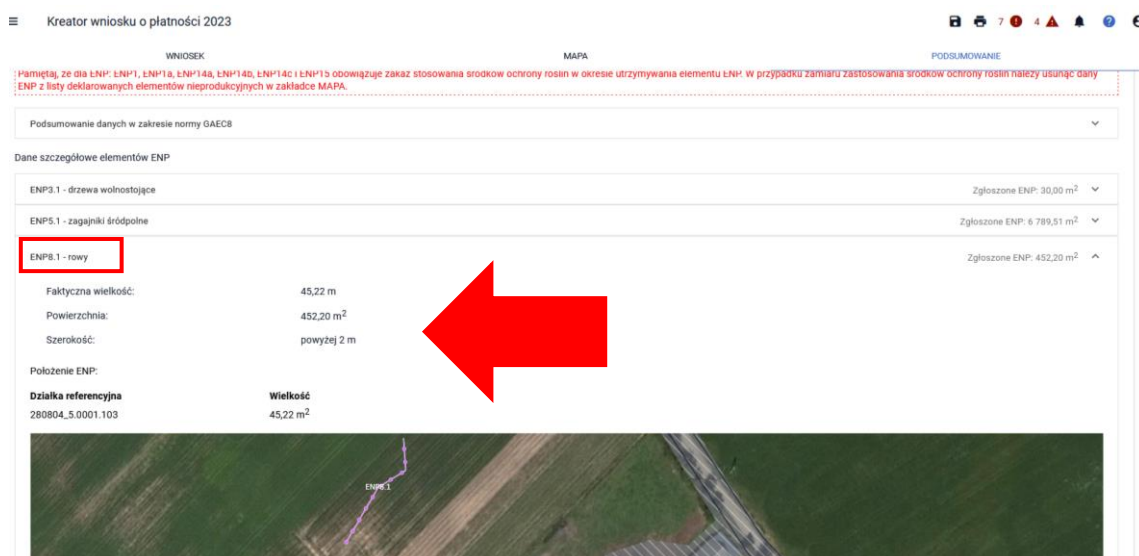 Kreator wniosku o płatności 2023
7 4
WNIOSEK MAPA PODSUMOWANIE
Pamiętaj, że dla ENP: ENP1, ENP1a, ENP14a, ENP14b, ENP14c i ENP15 obowiązuje zakaz stosowania środków ochrony roślin w okresie utrzymywania elementu ENP. W przypadku zamiaru zastosowania środków ochrony roślin należy usunąć dany
ENP z listy deklarowanych elementów nieprodukcyjnych w zakładce MAPA.
Podsumowanie danych w zakresie normy GAEC8
Dane szczegółowe elementów ENP
ENP3.1 - drzewa wolnostojące Zgłoszone ENP: 30,00 m²
ENP5.1 - zagajniki śródpolne Zgłoszone ENP: 6 789,51 m²
ENP8.1 - rowy Zgłoszone ENP: 452,20 m²
Faktyczna wielkość: 45,22 m
Powierzchnia: 452,20 m²
Szerokość: powyżej 2 m
Położenie ENP:
Działka referencyjna Wielkość
280804_5.0001.103 45,22 m²
ENP8.1